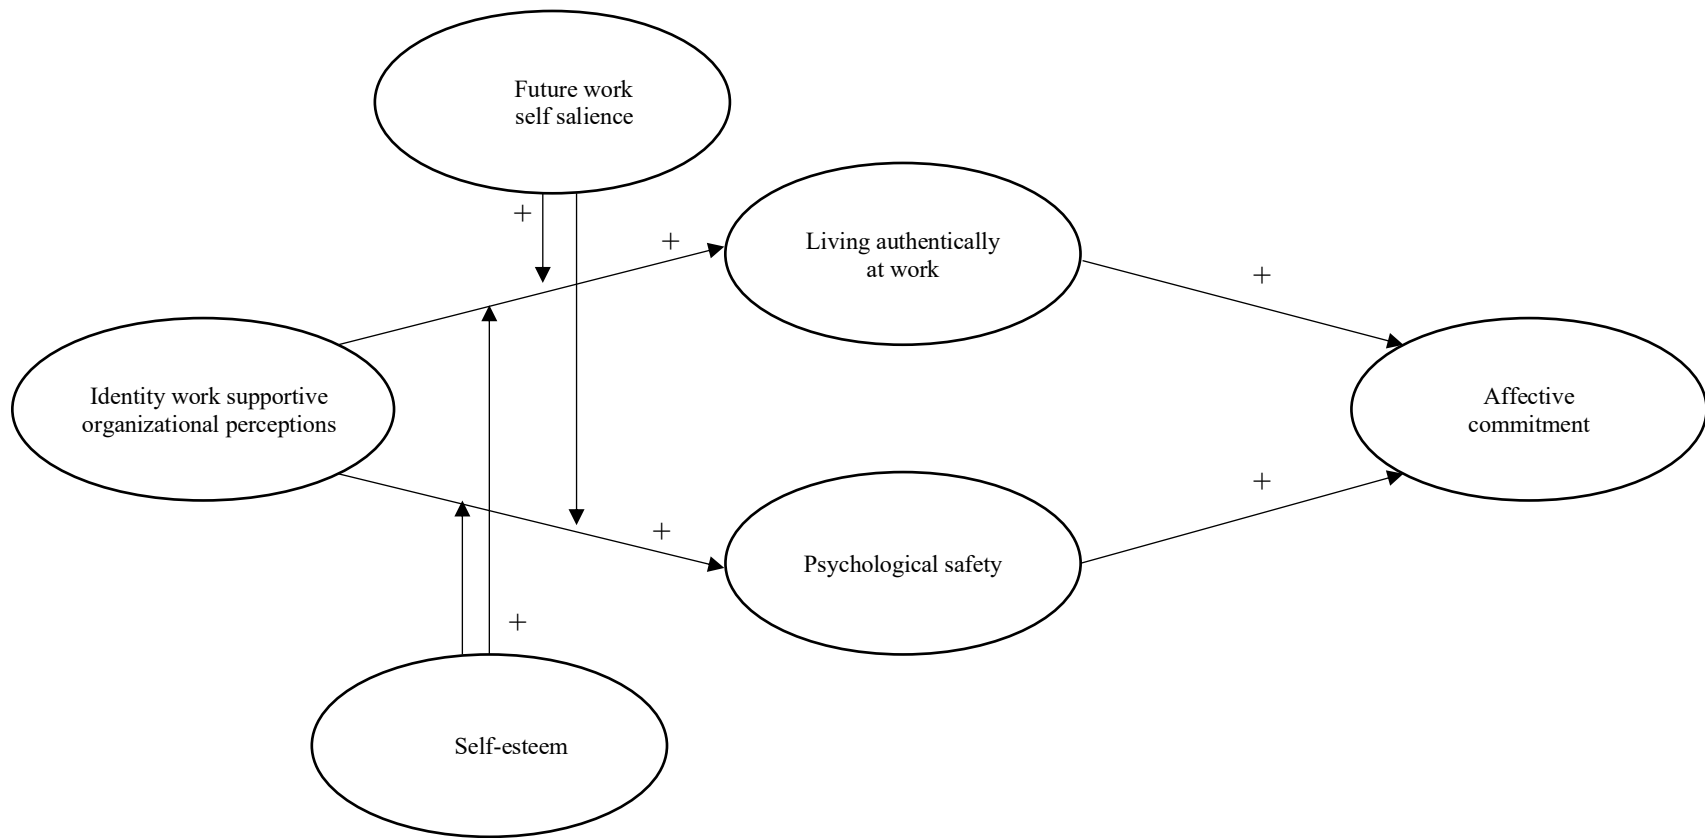 Future work
self salience
+
+
Living authentically
at work
+
Identity work supportive
organizational perceptions
Affective
commitment
+
+
Psychological safety
+
Self-esteem